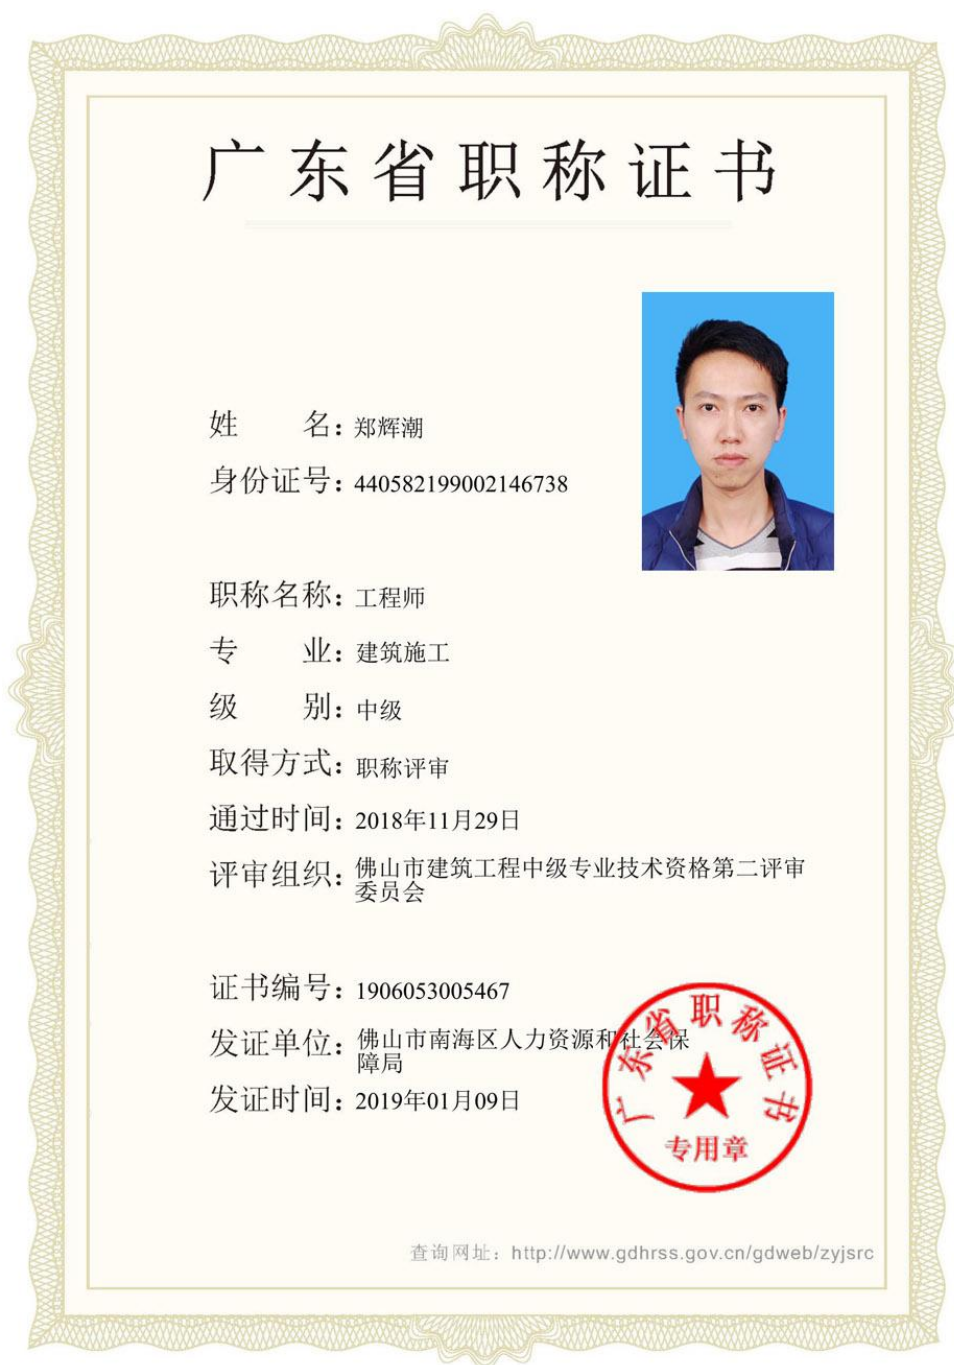 广东省职称证书
姓 名：郑辉潮
身份证号：440582199002146738
职称名称：工程师
专 业：建筑施工
级 别：中级
取得方式：职称评审
通过时间：2018年11月29日
评审组织：佛山市建筑工程中级专业技术资格第二评审
委员会
证书编号：1906053005467
发证单位：佛山市南海区人力资源和社会保
障局
发证时间：2019年01月09日
广东省职称证书
专用章
查询网址：http://www.gdhrss.gov.cn/gdweb/zyjsrc